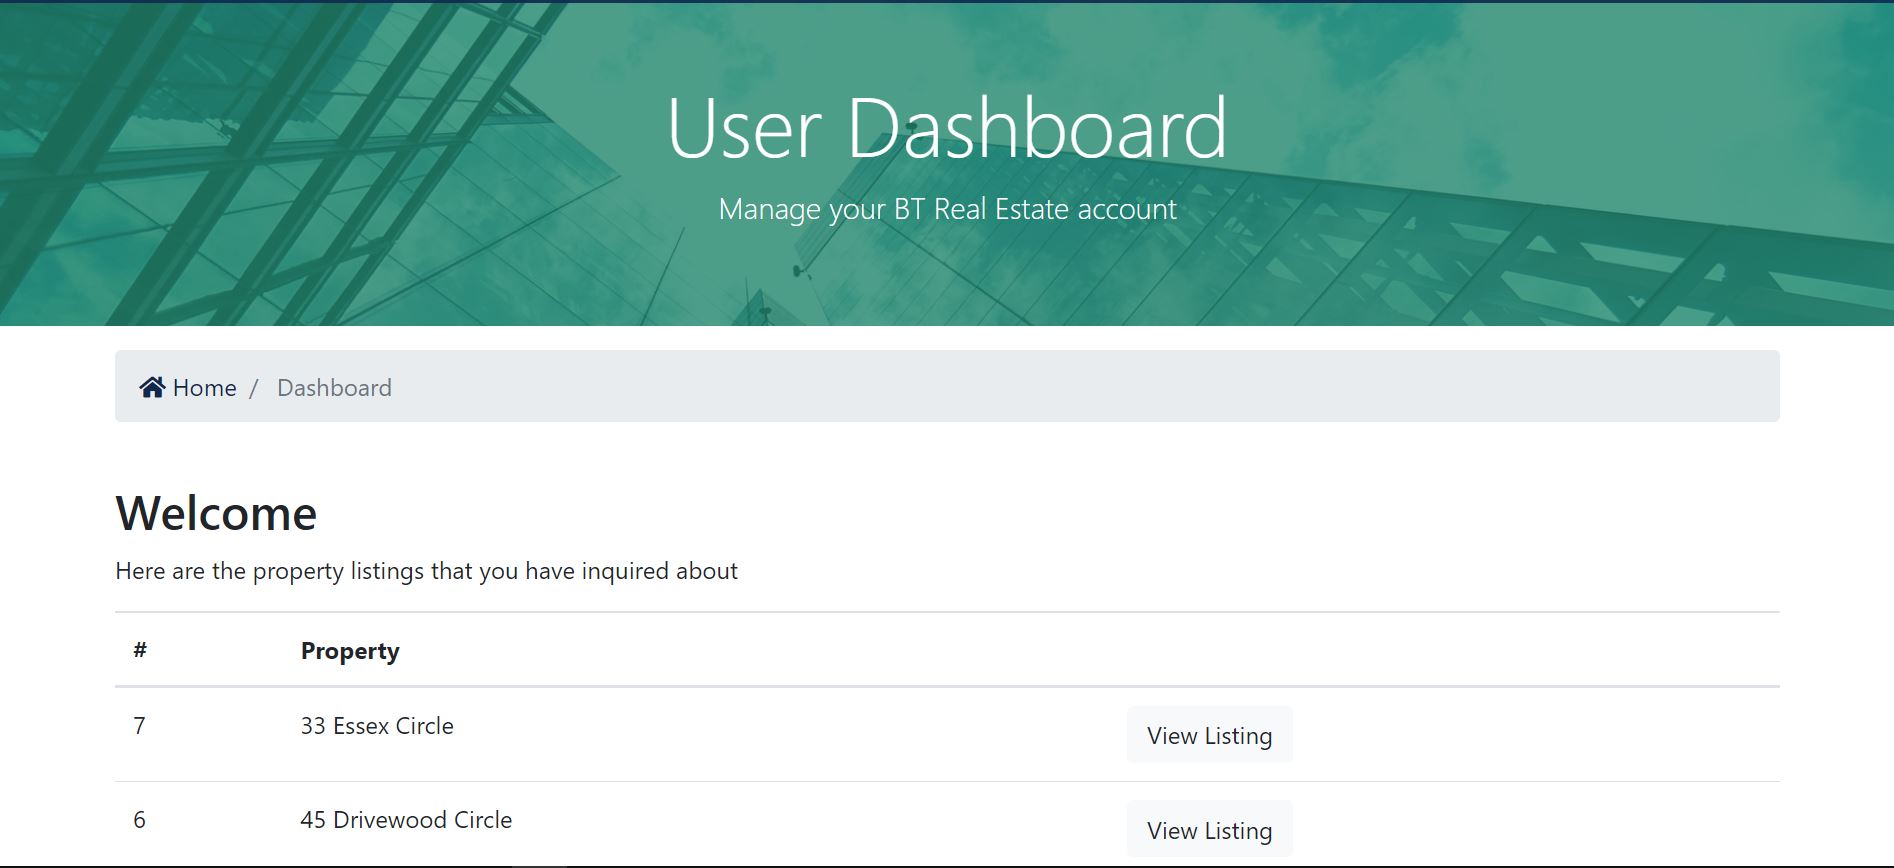 User Dashboard
Manage your BT Real Estate account
Home / Dashboard
Welcome
Here are the property listings that you have inquired about
# Property
7 33 Essex Circle View Listing
6 45 Drivewood Circle View Listing